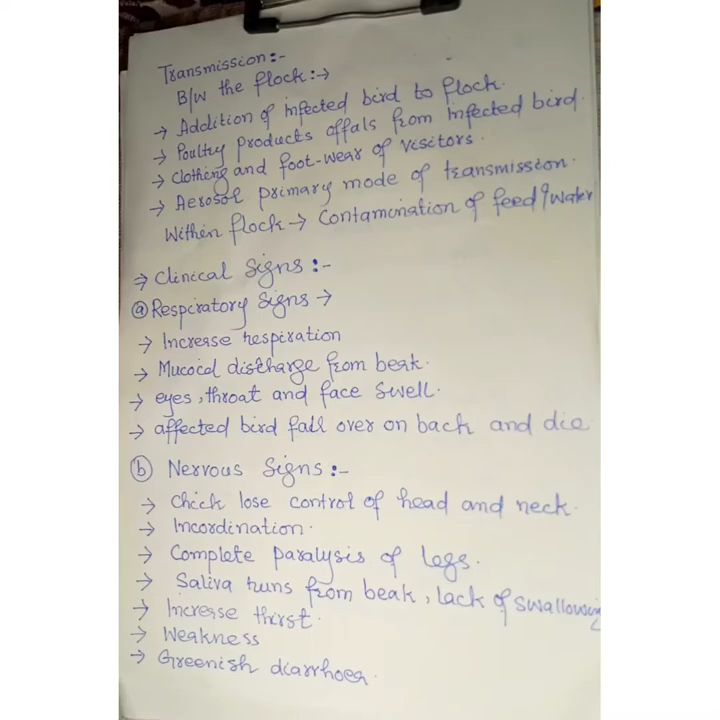 Transmission:-
B/w the flock:→
→ Addition of infected bird to flock.
→ Poultry products offals from infected bird.
→ Clothing and foot-wear of visitors.
→ Aerosol primary mode of transmission.
Within flock → Contamination of feed & water
→ Clinical Signs:-
ⓐ Respiratory Signs →
→ Increase respiration
→ Mucocid discharge from beak.
→ eyes, throat and face swell.
→ affected bird fall over on back and die
ⓑ Nervous Signs:-
→ Chick lose control of head and neck.
→ Incordination.
→ Complete paralysis of legs.
→ Saliva runs from beak, lack of swallowing
→ Increase thirst.
→ Weakness
→ Greenish diarrhoea.